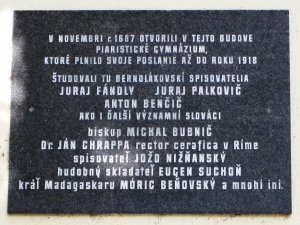 V NOVEMBRI r. 1687 OTVORILI V TEJTO BUDOVE
PIARISTICKÉ GYMNÁZIUM,
KTORÉ PLNILO SVOJE POSLANIE AŽ DO ROKU 1918
ŠTUDOVALI TU BERNOLÁKOVSKÍ SPISOVATELIA
JURAJ FÁNDLY JURAJ PALKOVIČ
ANTON BENČIČ
AKO I ĎALŠÍ VÝZNAMNÍ SLOVÁCI
biskup MICHAL BUBNIČ
Dr. JÁN CHRAPPA rector cerafica v Ríme
spisovateľ JOŽO NIŽŇANSKÝ
hudobný skladateľ EUGEN SUCHOŇ
kráľ Madagaskaru MÓRIC BEŇOVSKÝ a mnohí iní.